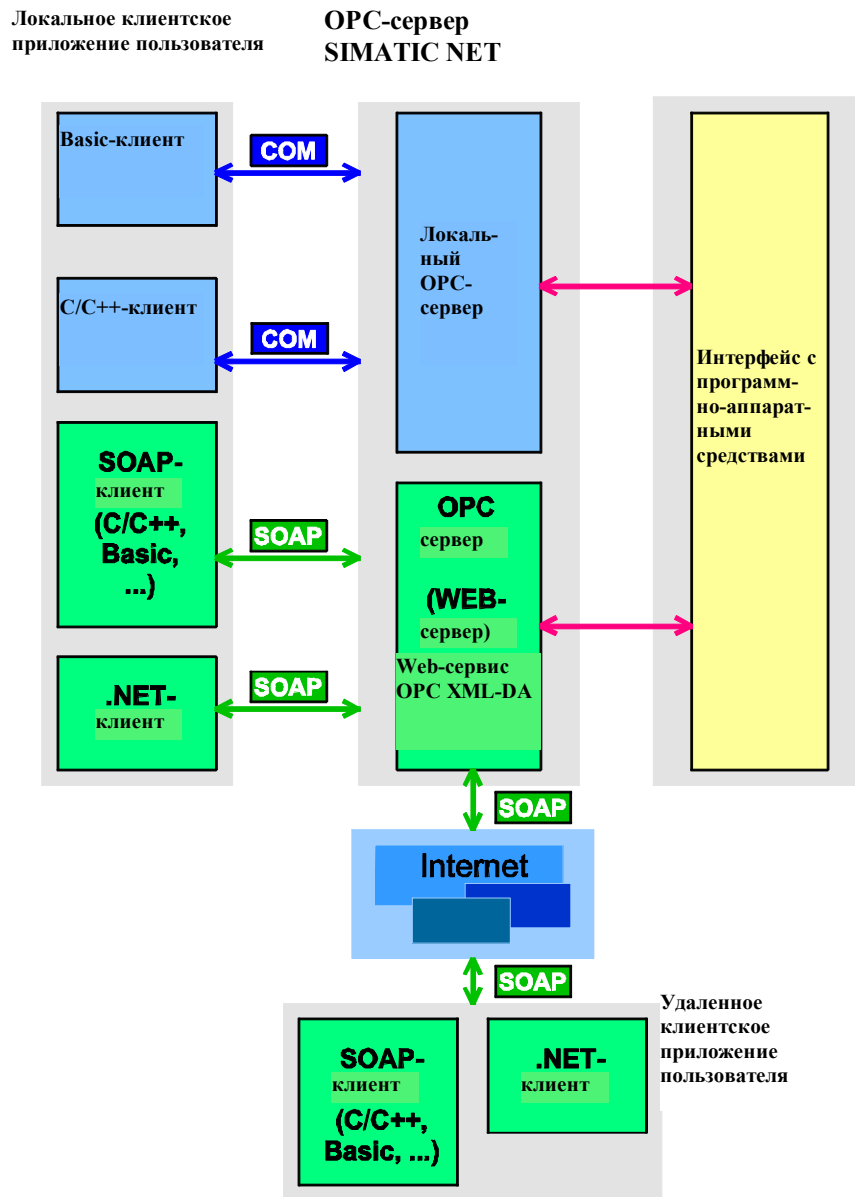 Локальное клиентское
приложение пользователя
OPC-сервер
SIMATIC NET
Basic-клиент
COM
Локаль-
ный
OPC-
сервер
C/C++-клиент
COM
Интерфейс с
программ-
но-аппарат-
ными
средствами
SOAP-
клиент
(C/C++,
Basic,
...)
SOAP
OPC
сервер
(WEB-
сервер)
Web-сервис
OPC XML-DA
.NET-
клиент
SOAP
SOAP
Internet
SOAP
Удаленное
клиентское
приложение
пользователя
SOAP-
клиент
(C/C++,
Basic, ...)
.NET-
клиент